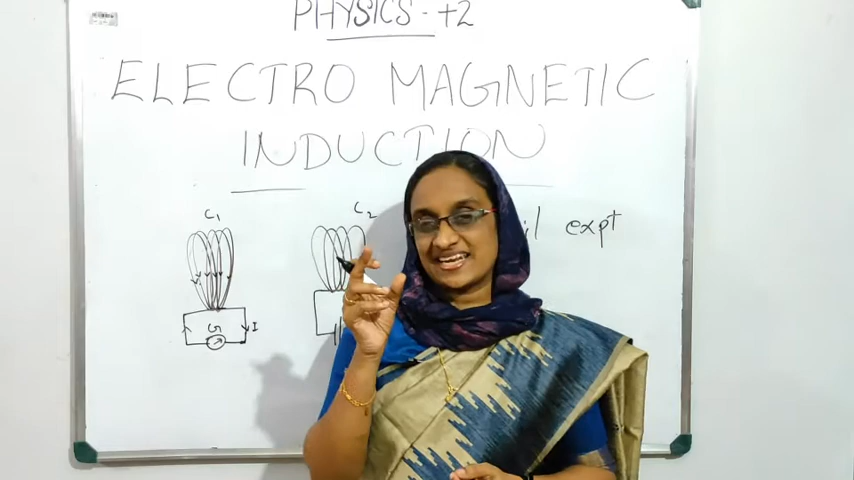 PHYSICS - +2
ELECTRO MAGNETIC
INDUCTION
C1
C2
expt
G
I